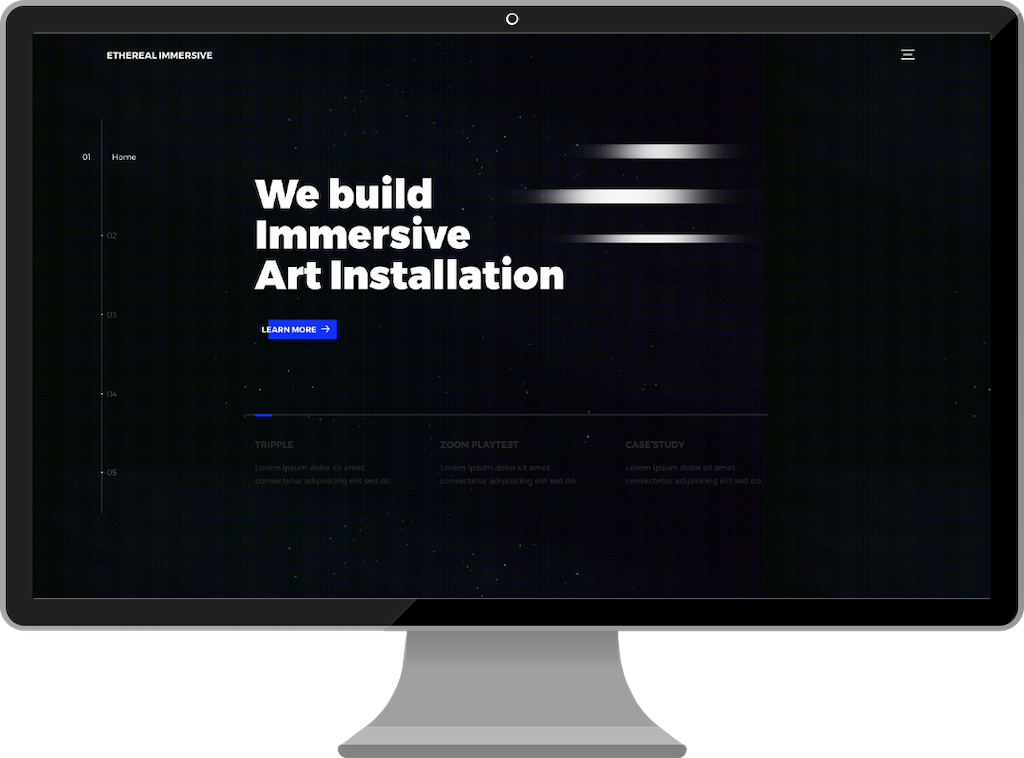 ETHEREAL IMMERSIVE
01 Home
We build
Immersive
Art Installation
02
03
LEARN MORE →
04
TRIPPLE
ZOOM PLAYTEST
CASE STUDY
Lorem ipsum dolor sit amet,
consectetur adipisicing elit sed do.
Lorem ipsum dolor sit amet,
consectetur adipisicing elit sed do.
Lorem ipsum dolor sit amet,
consectetur adipisicing elit sed do.
05